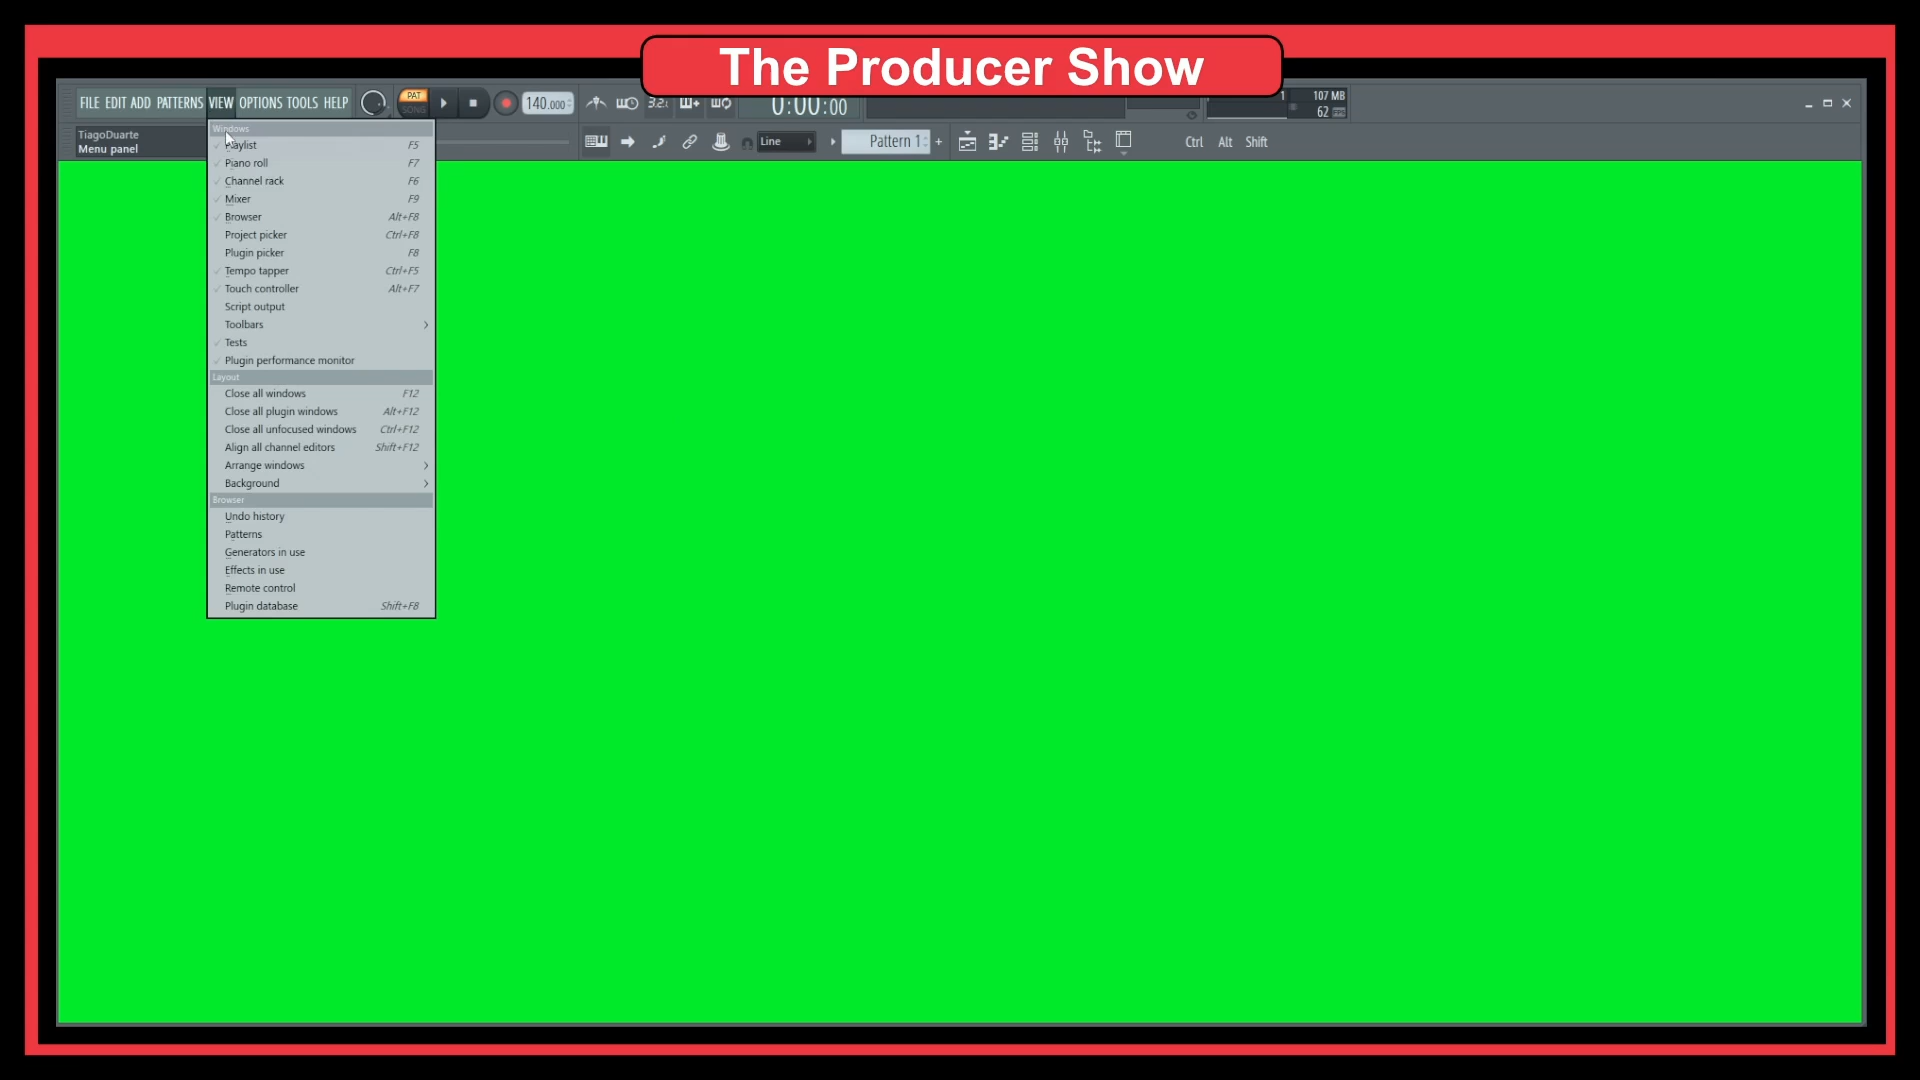 The Producer Show
FILE EDIT ADD PATTERNS VIEW OPTIONS TOOLS HELP
PAT
SONG
140.000
3.2.
0:00:00
1
107 MB
62
TiagoDuarte
Menu panel
Line
Pattern 1
+
Ctrl Alt Shift
Windows
Playlist F5
Piano roll F7
Channel rack F6
Mixer F9
Browser Alt+F8
Project picker Ctrl+F8
Plugin picker F8
Tempo tapper Ctrl+F5
Touch controller Alt+F7
Script output
Toolbars
Tests
Plugin performance monitor
Layout
Close all windows F12
Close all plugin windows Alt+F12
Close all unfocused windows Ctrl+F12
Align all channel editors Shift+F12
Arrange windows
Background
Browser
Undo history
Patterns
Generators in use
Effects in use
Remote control
Plugin database Shift+F8